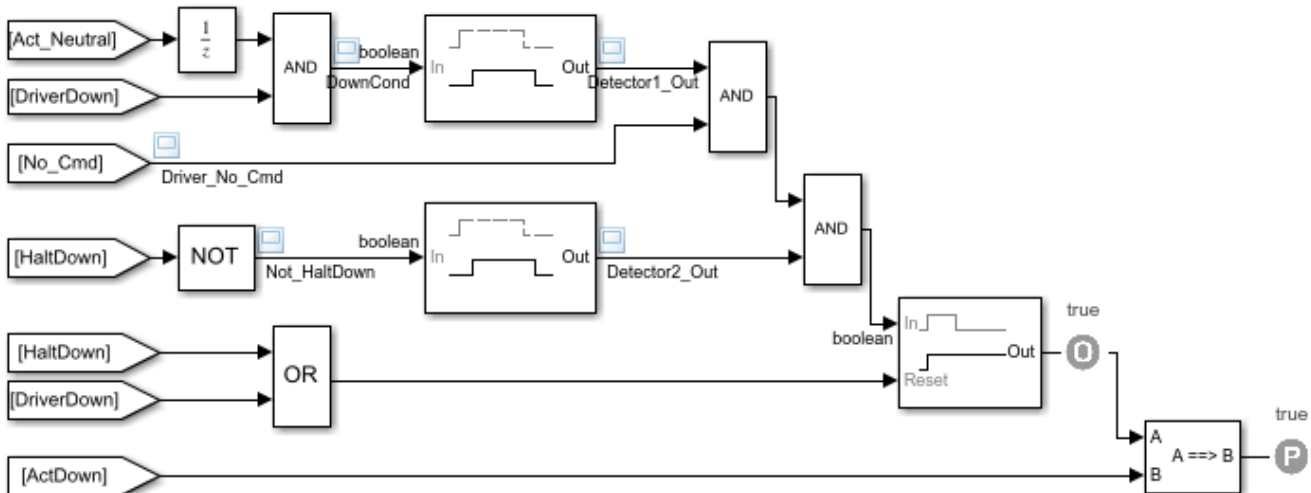 [Act_Neutral]
1
z
AND
boolean
In
Out
DownCond
Detector1_Out
[DriverDown]
AND
[No_Cmd]
Driver_No_Cmd
AND
[HaltDown]
NOT
boolean
In
Out
Not_HaltDown
Detector2_Out
true
In
boolean
Out
Reset
[HaltDown]
OR
[DriverDown]
true
A
A ==> B
B
P
[ActDown]
0